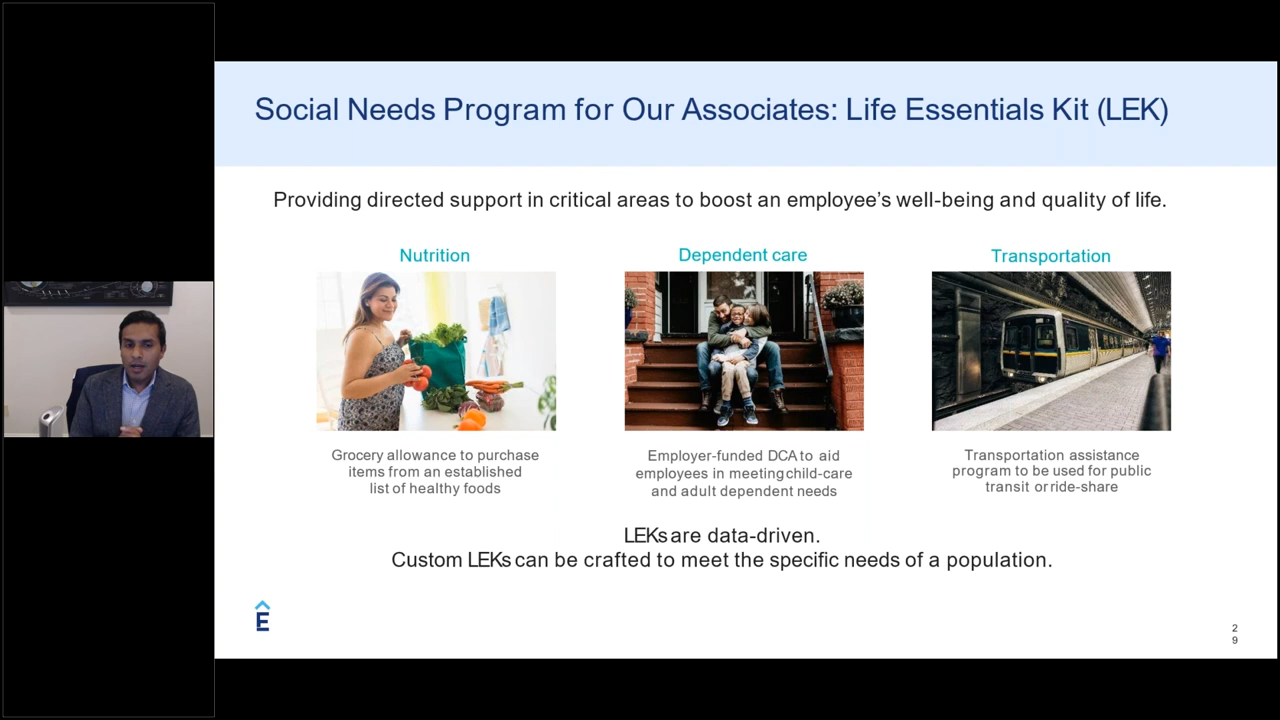 Social Needs Program for Our Associates: Life Essentials Kit (LEK)
Providing directed support in critical areas to boost an employee's well-being and quality of life.
Nutrition
Grocery allowance to purchase
items from an established
list of healthy foods
Dependent care
Employer-funded DCA to aid
employees in meeting child-care
and adult dependent needs
Transportation
Transportation assistance
program to be used for public
transit or ride-share
LEKs are data-driven.
Custom LEKs can be crafted to meet the specific needs of a population.
E
2
9